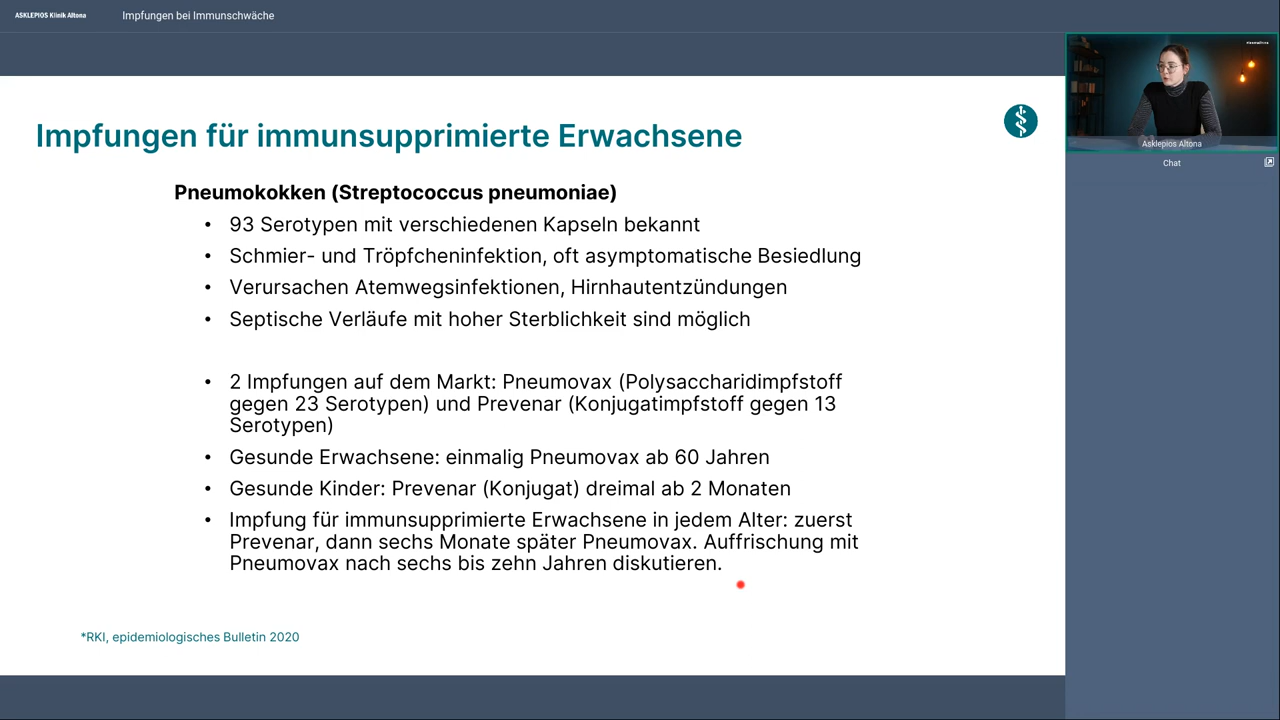 ASKLEPIOS Klinik Altona
Impfungen bei Immunschwäche
Impfungen für immunsupprimierte Erwachsene
Pneumokokken (Streptococcus pneumoniae)
• 93 Serotypen mit verschiedenen Kapseln bekannt
• Schmier- und Tröpfcheninfektion, oft asymptomatische Besiedlung
• Verursachen Atemwegsinfektionen, Hirnhautentzündungen
• Septische Verläufe mit hoher Sterblichkeit sind möglich
• 2 Impfungen auf dem Markt: Pneumovax (Polysaccharidimpfstoff
gegen 23 Serotypen) und Prevenar (Konjugatimpfstoff gegen 13
Serotypen)
• Gesunde Erwachsene: einmalig Pneumovax ab 60 Jahren
• Gesunde Kinder: Prevenar (Konjugat) dreimal ab 2 Monaten
• Impfung für immunsupprimierte Erwachsene in jedem Alter: zuerst
Prevenar, dann sechs Monate später Pneumovax. Auffrischung mit
Pneumovax nach sechs bis zehn Jahren diskutieren.
*RKI, epidemiologisches Bulletin 2020
Asklepios Altona
Chat